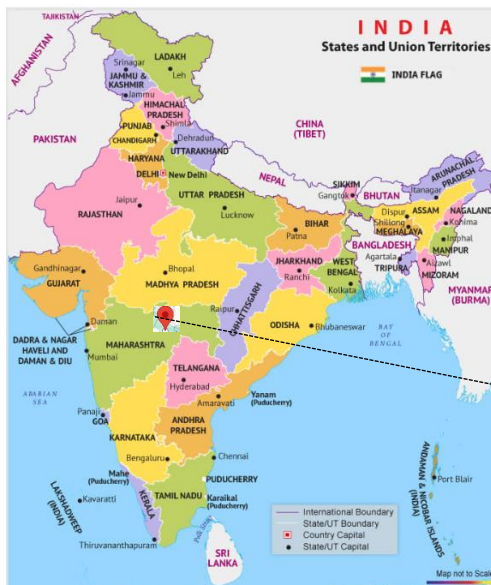 INDIA
States and Union Territories
INDIA FLAG
TAJIKISTAN
AFGHANISTAN
PAKISTAN
CHINA
(TIBET)
NEPAL
BHUTAN
BANGLADESH
MYANMAR
(BURMA)
SRI
LANKA
LADAKH
Leh
Srinagar
JAMMU &
KASHMIR
Jammu
HIMACHAL
PRADESH
Shimla
PUNJAB
CHANDIGARH
Dehradun
UTTARAKHAND
HARYANA
DELHI
New Delhi
RAJASTHAN
Jaipur
UTTAR PRADESH
Lucknow
BIHAR
Patna
SIKKIM
Gangtok
ARUNACHAL
PRADESH
Itanagar
Dispur
ASSAM
NAGALAND
Kohima
Shillong
MEGHALAYA
Imphal
MANIPUR
Agartala
TRIPURA
Aizawl
MIZORAM
Gandhinagar
GUJARAT
Bhopal
MADHYA PRADESH
JHARKHAND
Ranchi
WEST
BENGAL
Kolkata
Raipur
CHHATTISGARH
ODISHA
Bhubaneswar
Daman
DADRA & NAGAR
HAVELI AND
DAMAN & DIU
MAHARASHTRA
Mumbai
TELANGANA
Hyderabad
Amaravati
Yanam
(Puducherry)
ANDHRA
PRADESH
Panaji
GOA
KARNATAKA
Bengaluru
Chennai
Mahe
(Puducherry)
PUDUCHERRY
TAMIL NADU
Karaikal
(Puducherry)
KERALA
Thiruvananthapuram
LAKSHADWEEP
(INDIA)
Kavaratti
ANDAMAN & NICOBAR ISLANDS
(INDIA)
Port Blair
ARABIAN
SEA
BAY
OF
BENGAL
Palk Strait
International Boundary
State/UT Boundary
Country Capital
State/UT Capital
Map not to Scale